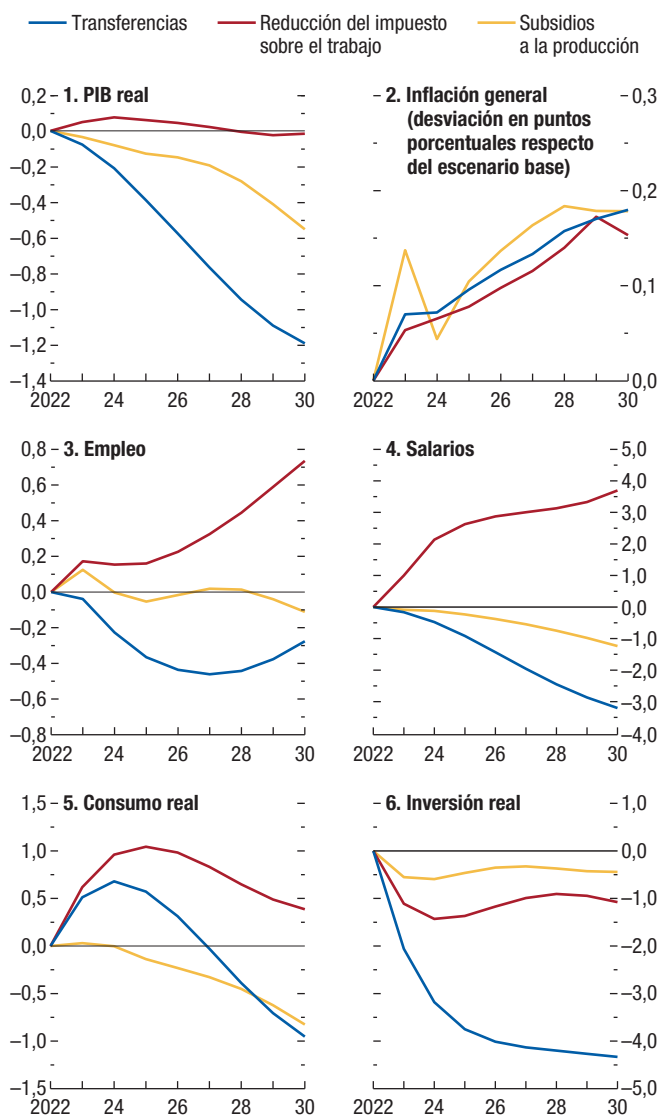 Transferencias
Reducción del impuesto
sobre el trabajo
Subsidios
a la producción
1. PIB real
0,2
0,0
–0,2
–0,4
–0,6
–0,8
–1,0
–1,2
–1,4
2022 24 26 28 30
2. Inflación general
(desviación en puntos
porcentuales respecto
del escenario base)
0,3
0,2
0,1
0,0
2022 24 26 28 30
3. Empleo
0,8
0,6
0,4
0,2
0,0
–0,2
–0,4
–0,6
–0,8
2022 24 26 28 30
4. Salarios
5,0
4,0
3,0
2,0
1,0
0,0
–1,0
–2,0
–3,0
–4,0
2022 24 26 28 30
5. Consumo real
1,5
1,0
0,5
0,0
–0,5
–1,0
–1,5
2022 24 26 28 30
6. Inversión real
1,0
0,0
–1,0
–2,0
–3,0
–4,0
–5,0
2022 24 26 28 30